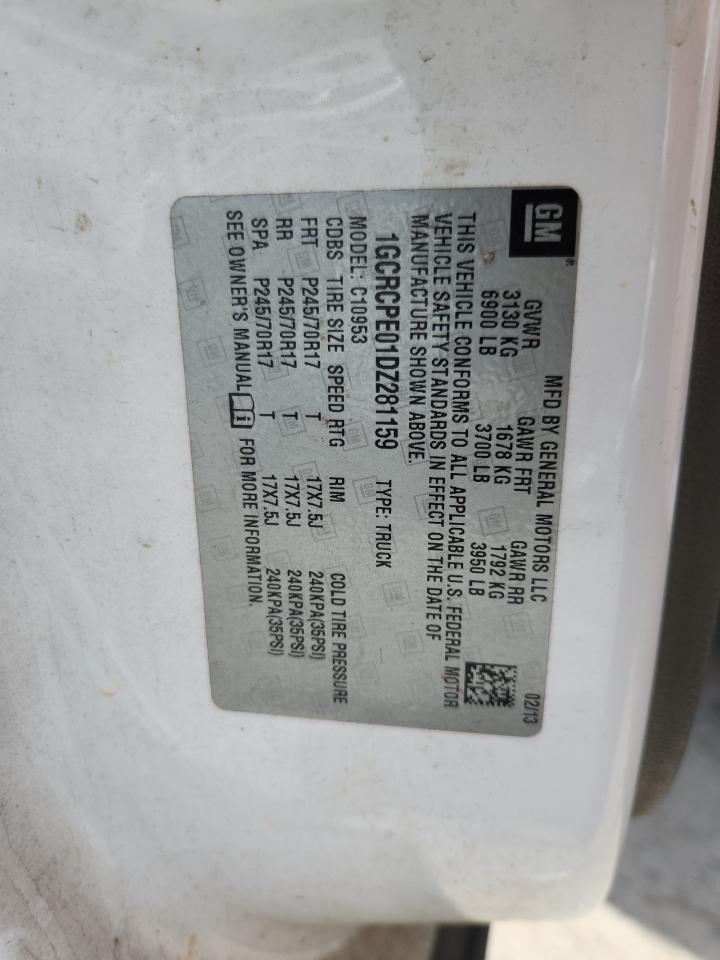 GM ®
MFD BY GENERAL MOTORS LLC 02/13
GVWR GAWR FRT GAWR RR
3130 KG 1678 KG 1792 KG
6900 LB 3700 LB 3950 LB
THIS VEHICLE CONFORMS TO ALL APPLICABLE U.S. FEDERAL MOTOR
VEHICLE SAFETY STANDARDS IN EFFECT ON THE DATE OF
MANUFACTURE SHOWN ABOVE.
1GCRCPE01DZ281159 TYPE: TRUCK
MODEL: C10953
CDBS TIRE SIZE SPEED RTG RIM COLD TIRE PRESSURE
FRT P245/70R17 T 17X7.5J 240KPA(35PSI)
RR P245/70R17 T 17X7.5J 240KPA(35PSI)
SPA P245/70R17 T 17X7.5J 240KPA(35PSI)
SEE OWNER'S MANUAL i FOR MORE INFORMATION.